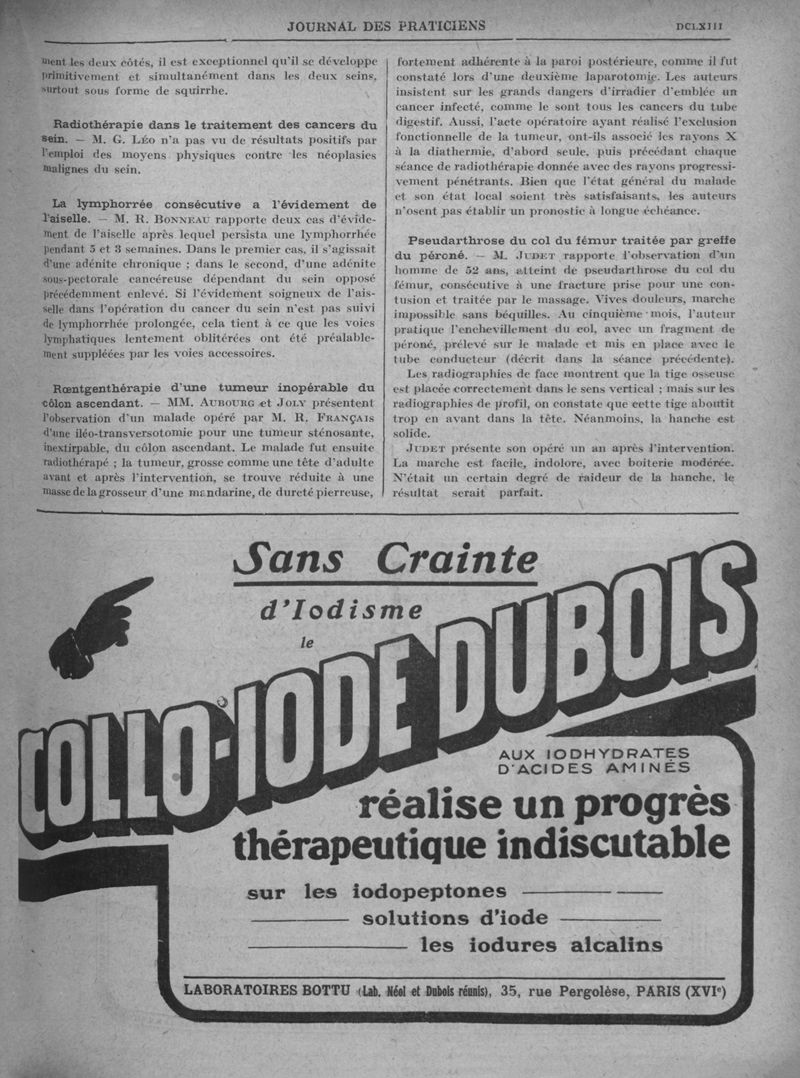 JOURNAL DES PRATICIENS
DCLXIII
ment les deux côtés, il est exceptionnel qu'il se développe
primitivement et simultanément dans les deux seins,
surtout sous forme de squirrhe.
Radiothérapie dans le traitement des cancers du
sein. — M. G. LÉO n'a pas vu de résultats positifs par
l'emploi des moyens physiques contre les néoplasies
malignes du sein.
La lymphorrée consécutive a l'évidement de
l'aiselle. — M. R. BONNEAU rapporte deux cas d'évide-
ment de l'aiselle après lequel persista une lymphorrhée
pendant 5 et 3 semaines. Dans le premier cas, il s'agissait
d'une adénite chronique ; dans le second, d'une adénite
sous-pectorale cancéreuse dépendant du sein opposé
précédemment enlevé. Si l'évidement soigneux de l'ais-
selle dans l'opération du cancer du sein n'est pas suivi
de lymphorrhée prolongée, cela tient à ce que les voies
lymphatiques lentement oblitérées ont été préalable-
ment suppléées par les voies accessoires.
Rœntgenthérapie d'une tumeur inopérable du
côlon ascendant. — MM. AUBOURG et JOLY présentent
l'observation d'un malade opéré par M. R. FRANÇAIS
d'une iléo-transversotomie pour une tumeur sténosante,
inextirpable, du côlon ascendant. Le malade fut ensuite
radiothérapé ; la tumeur, grosse comme une tête d'adulte
avant et après l'intervention, se trouve réduite à une
masse de la grosseur d'une mandarine, de dureté pierreuse,
fortement adhérente à la paroi postérieure, comme il fut
constaté lors d'une deuxième laparotomie. Les auteurs
insistent sur les grands dangers d'irradier d'emblée un
cancer infecté, comme le sont tous les cancers du tube
digestif. Aussi, l'acte opératoire ayant réalisé l'exclusion
fonctionnelle de la tumeur, ont-ils associé les rayons X
à la diathermie, d'abord seule, puis précédant chaque
séance de radiothérapie donnée avec des rayons progressi-
vement pénétrants. Bien que l'état général du malade
et son état local soient très satisfaisants, les auteurs
n'osent pas établir un pronostic à longue échéance.
Pseudarthrose du col du fémur traitée par greffe
du péroné. — M. JUDET rapporte l'observation d'un
homme de 52 ans, atteint de pseudarthrose du col du
fémur, consécutive à une fracture prise pour une con-
tusion et traitée par le massage. Vives douleurs, marche
impossible sans béquilles. Au cinquième mois, l'auteur
pratique l'enchevillement du col, avec un fragment de
péroné, prélevé sur le malade et mis en place avec le
tube conducteur (décrit dans la séance précédente).
Les radiographies de face montrent que la tige osseuse
est placée correctement dans le sens vertical ; mais sur les
radiographies de profil, on constate que cette tige aboutit
trop en avant dans la tête. Néanmoins, la hanche est
solide.
JUDET présente son opéré un an après l'intervention.
La marche est facile, indolore, avec boiterie modérée.
N'était un certain degré de raideur de la hanche, le
résultat serait parfait.
Sans Crainte
d'Iodisme
le
COLLO-IODE DUBOIS
AUX IODHYDRATES
D'ACIDES AMINÉS
réalise un progrès
thérapeutique indiscutable
sur les iodopeptones
solutions d'iode
les iodures alcalins
LABORATOIRES BOTTU (Lab. Néol et Dubois réunis), 35, rue Pergolèse, PARIS (XVIe)